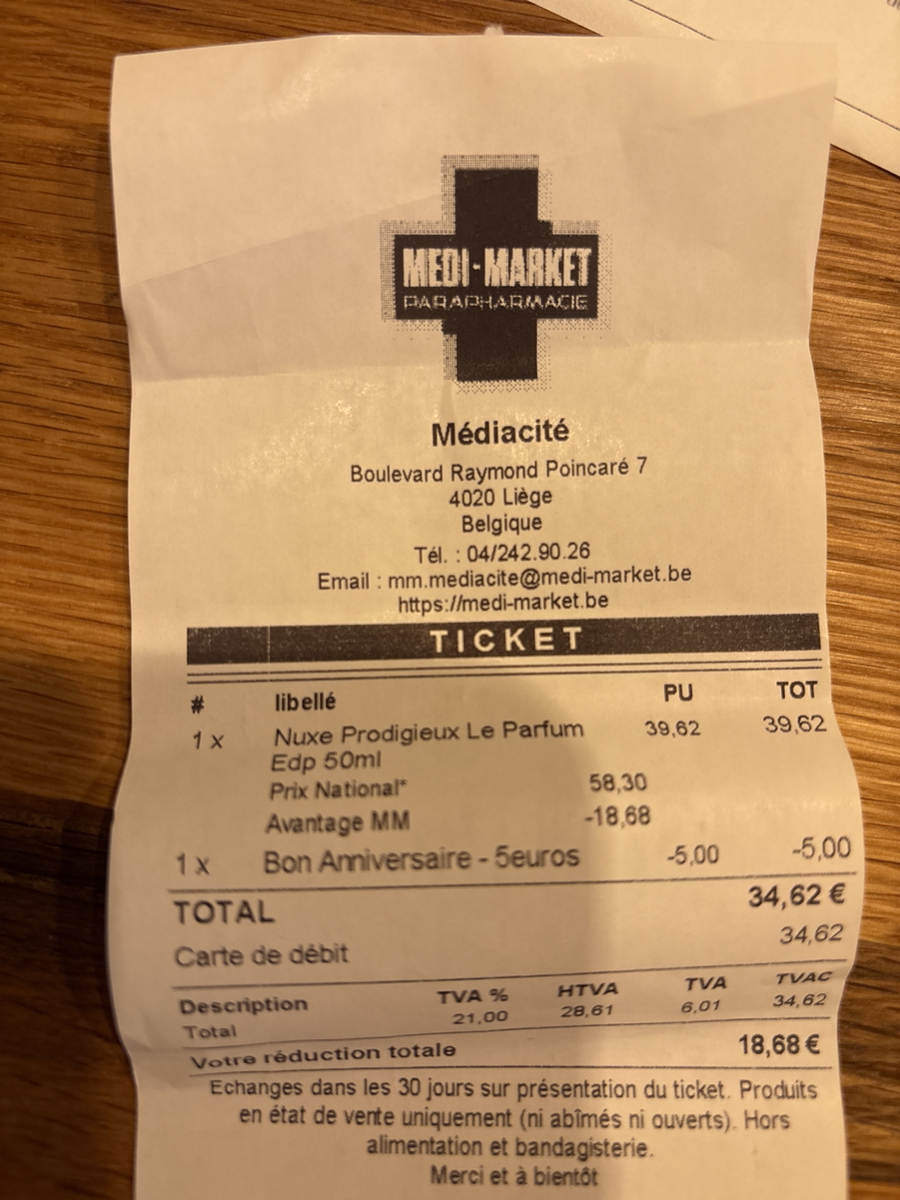 MEDI-MARKET
PARAPHARMACIE
Médiacité
Boulevard Raymond Poincaré 7
4020 Liège
Belgique
Tél. : 04/242.90.26
Email : mm.mediacite@medi-market.be
https://medi-market.be
TICKET
# libellé PU TOT
1 x Nuxe Prodigieux Le Parfum 39,62 39,62
Edp 50ml
Prix National* 58,30
Avantage MM -18,68
1 x Bon Anniversaire - 5euros -5,00 -5,00
TOTAL 34,62 €
Carte de débit 34,62
Description TVA % HTVA TVA TVAC
Total 21,00 28,61 6,01 34,62
Votre réduction totale 18,68 €
Echanges dans les 30 jours sur présentation du ticket. Produits
en état de vente uniquement (ni abîmés ni ouverts). Hors
alimentation et bandagisterie.
Merci et à bientôt